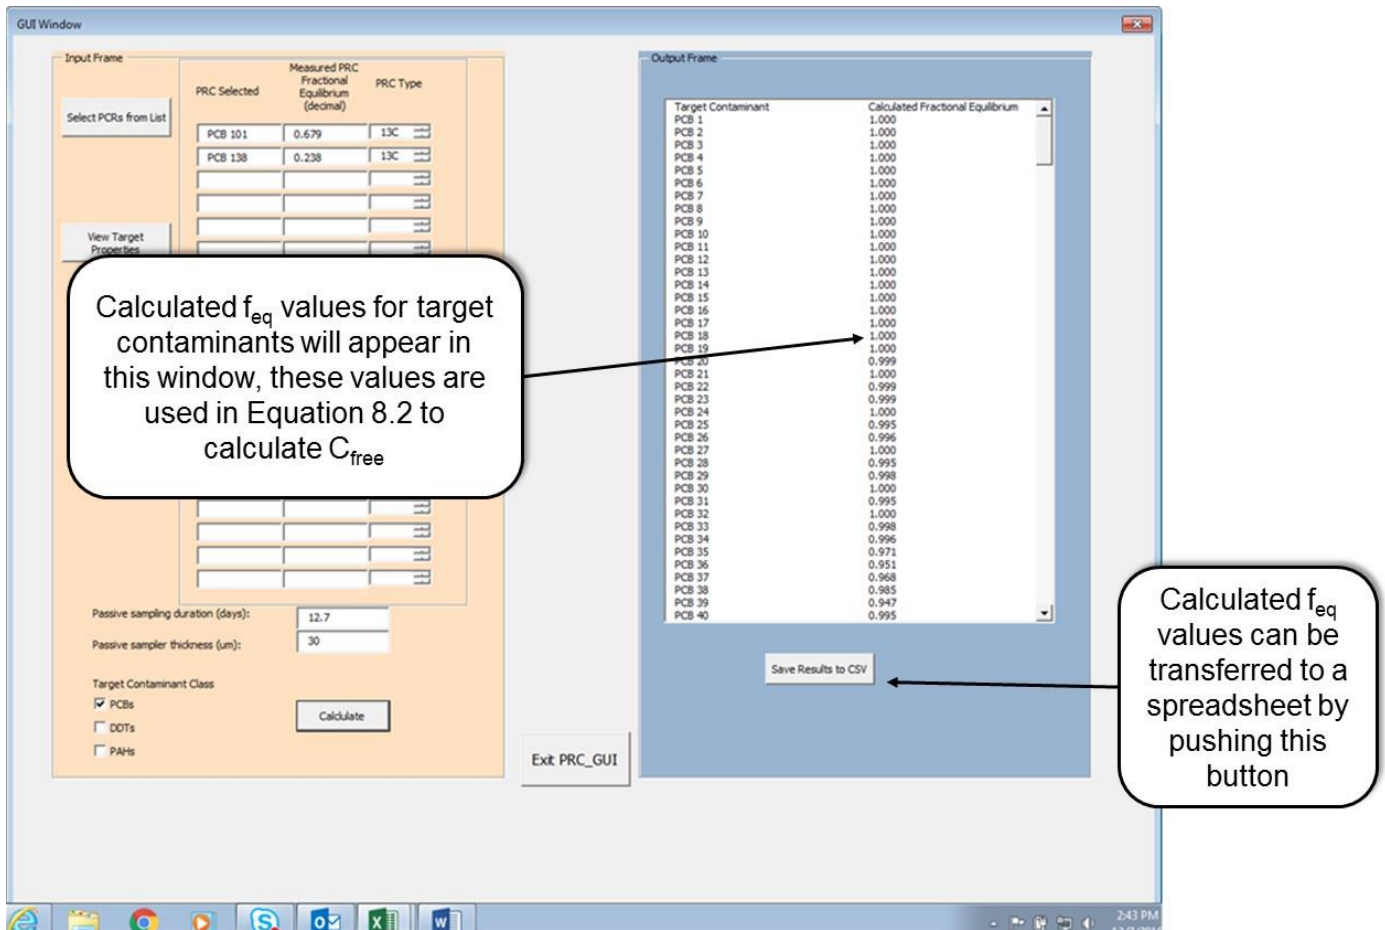 GUI Window
Input Frame
Select PCRs from List
PRC Selected
Measured PRC
Fractional
Equilibrium
(decimal)
PRC Type
PCB 101 0.679 13C
PCB 138 0.238 13C
View Target
Properties
Calculated feq values for target
contaminants will appear in
this window, these values are
used in Equation 8.2 to
calculate Cfree
Passive sampling duration (days): 12.7
Passive sampler thickness (um): 30
Target Contaminant Class
PCBs
DDTs
PAHs
Caldulate
Exit PRC_GUI
Output Frame
Target Contaminant Calculated Fractional Equilibrium
PCB 1 1.000
PCB 2 1.000
PCB 3 1.000
PCB 4 1.000
PCB 5 1.000
PCB 6 1.000
PCB 7 1.000
PCB 8 1.000
PCB 9 1.000
PCB 10 1.000
PCB 11 1.000
PCB 12 1.000
PCB 13 1.000
PCB 14 1.000
PCB 15 1.000
PCB 16 1.000
PCB 17 1.000
PCB 18 1.000
PCB 19 1.000
PCB 20 0.999
PCB 21 1.000
PCB 22 0.999
PCB 23 0.999
PCB 24 1.000
PCB 25 0.995
PCB 26 0.996
PCB 27 1.000
PCB 28 0.995
PCB 29 0.998
PCB 30 1.000
PCB 31 0.995
PCB 32 1.000
PCB 33 0.998
PCB 34 0.996
PCB 35 0.971
PCB 36 0.951
PCB 37 0.968
PCB 38 0.985
PCB 39 0.947
PCB 40 0.995
Save Results to CSV
Calculated feq
values can be
transferred to a
spreadsheet by
pushing this
button
2:43 PM